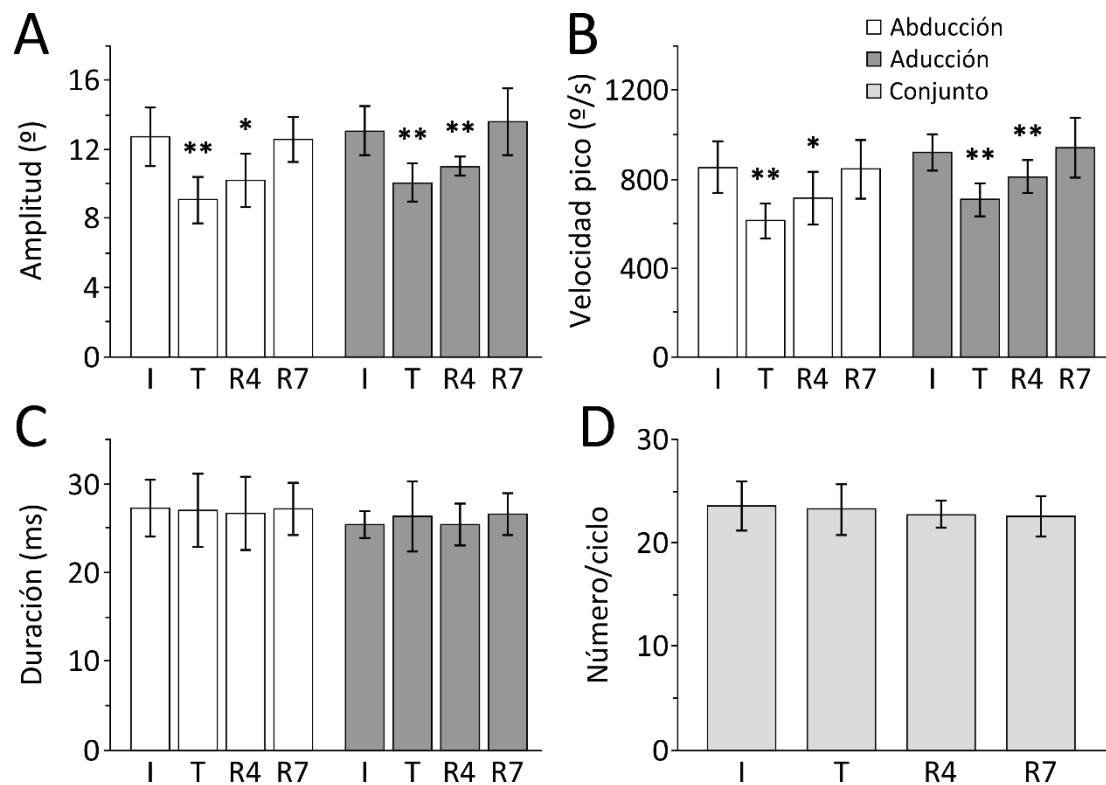 A
Amplitud (º)
16
12
8
4
0
** * ** **
I T R4 R7 I T R4 R7
B
Abducción
Aducción
Conjunto
Velocidad pico (º/s)
1200
800
400
0
** * ** **
I T R4 R7 I T R4 R7
C
Duración (ms)
30
20
10
0
I T R4 R7 I T R4 R7
D
Número/ciclo
30
20
10
0
I T R4 R7